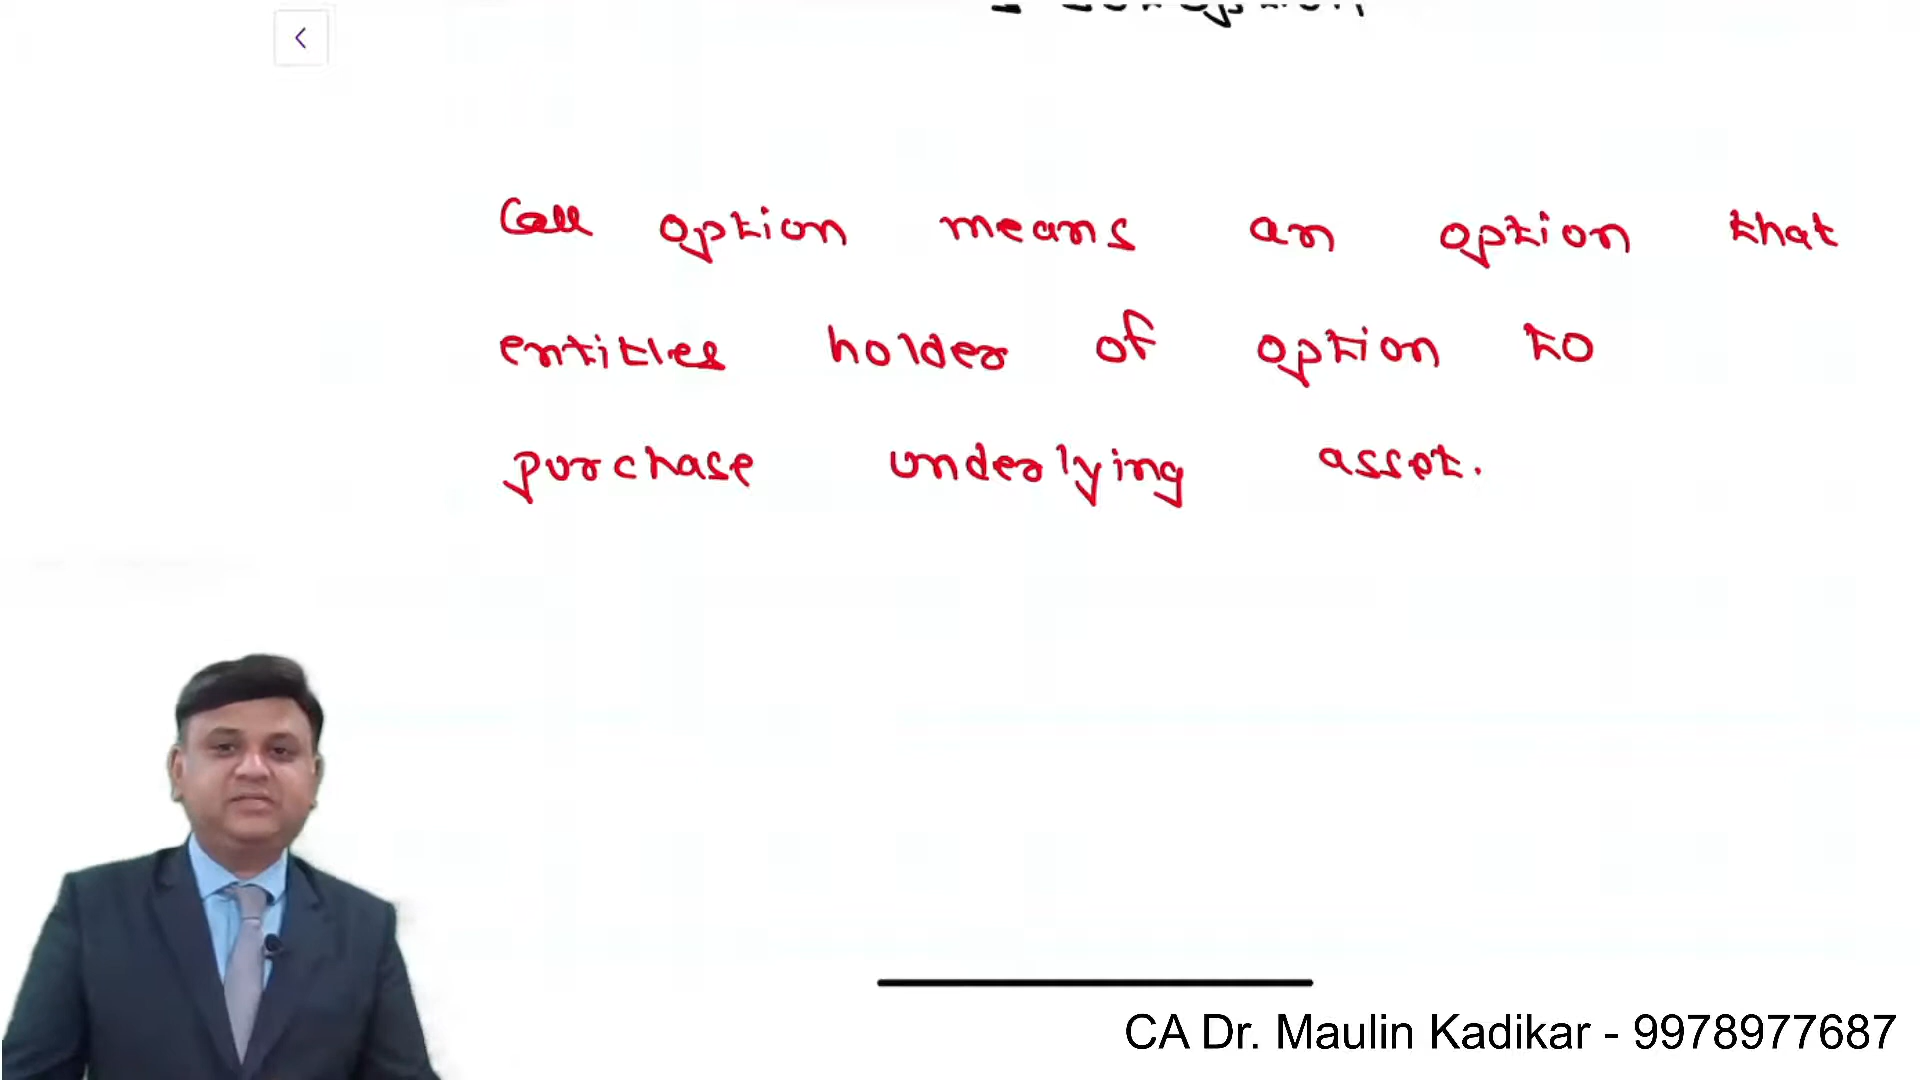 Call option means an option that
entitles holder of option to
purchase underlying asset.
CA Dr. Maulin Kadikar - 9978977687